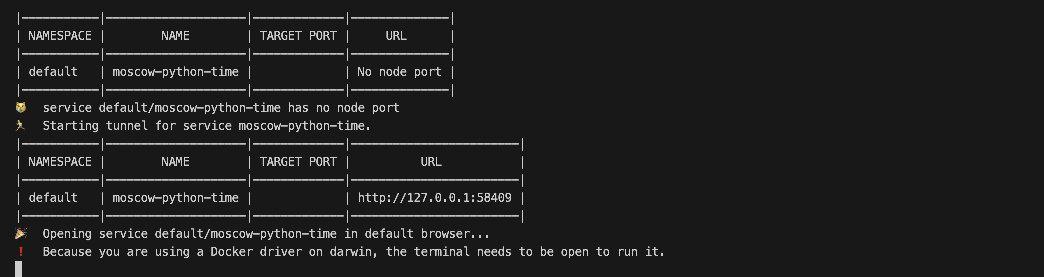 |-----------|--------------------|-------------|--------------|
| NAMESPACE |        NAME        | TARGET PORT |     URL      |
|-----------|--------------------|-------------|--------------|
| default   | moscow-python-time |             | No node port |
|-----------|--------------------|-------------|--------------|
😿  service default/moscow-python-time has no node port
🏃  Starting tunnel for service moscow-python-time.
|-----------|--------------------|-------------|------------------------|
| NAMESPACE |        NAME        | TARGET PORT |          URL           |
|-----------|--------------------|-------------|------------------------|
| default   | moscow-python-time |             | http://127.0.0.1:58409 |
|-----------|--------------------|-------------|------------------------|
🎉  Opening service default/moscow-python-time in default browser...
❗  Because you are using a Docker driver on darwin, the terminal needs to be open to run it.